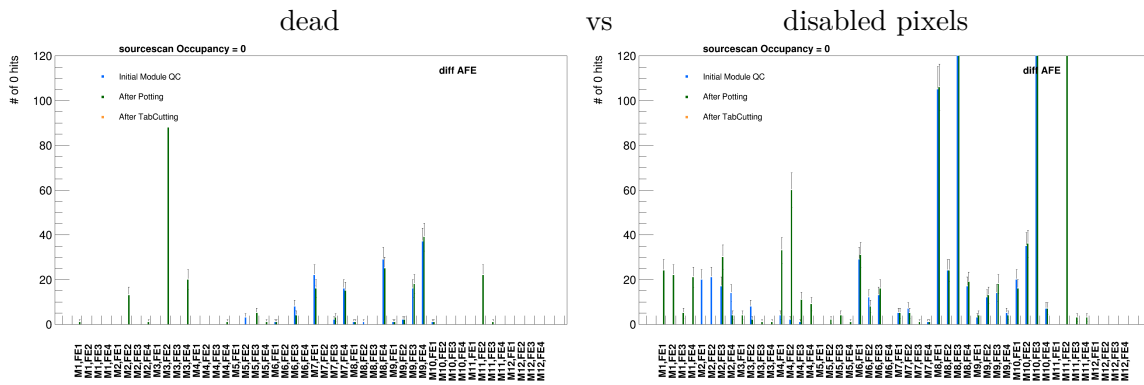 dead vs disabled pixels
sourcescan Occupancy = 0
# of 0 hits
diff AFE
Initial Module QC
After Potting
After TabCutting
120
100
80
60
40
20
0
M1,FE1
M1,FE2
M1,FE3
M1,FE4
M2,FE1
M2,FE2
M2,FE3
M2,FE4
M3,FE1
M3,FE2
M3,FE3
M3,FE4
M4,FE1
M4,FE2
M4,FE3
M4,FE4
M5,FE1
M5,FE2
M5,FE3
M5,FE4
M6,FE1
M6,FE2
M6,FE3
M6,FE4
M7,FE1
M7,FE2
M7,FE3
M7,FE4
M8,FE1
M8,FE2
M8,FE3
M8,FE4
M9,FE1
M9,FE2
M9,FE3
M9,FE4
M10,FE1
M10,FE2
M10,FE3
M10,FE4
M11,FE1
M11,FE2
M11,FE3
M11,FE4
M12,FE1
M12,FE2
M12,FE3
M12,FE4
sourcescan Occupancy = 0
# of 0 hits
diff AFE
Initial Module QC
After Potting
After TabCutting
120
100
80
60
40
20
0
M1,FE1
M1,FE2
M1,FE3
M1,FE4
M2,FE1
M2,FE2
M2,FE3
M2,FE4
M3,FE1
M3,FE2
M3,FE3
M3,FE4
M4,FE1
M4,FE2
M4,FE3
M4,FE4
M5,FE1
M5,FE2
M5,FE3
M5,FE4
M6,FE1
M6,FE2
M6,FE3
M6,FE4
M7,FE1
M7,FE2
M7,FE3
M7,FE4
M8,FE1
M8,FE2
M8,FE3
M8,FE4
M9,FE1
M9,FE2
M9,FE3
M9,FE4
M10,FE1
M10,FE2
M10,FE3
M10,FE4
M11,FE1
M11,FE2
M11,FE3
M11,FE4
M12,FE1
M12,FE2
M12,FE3
M12,FE4